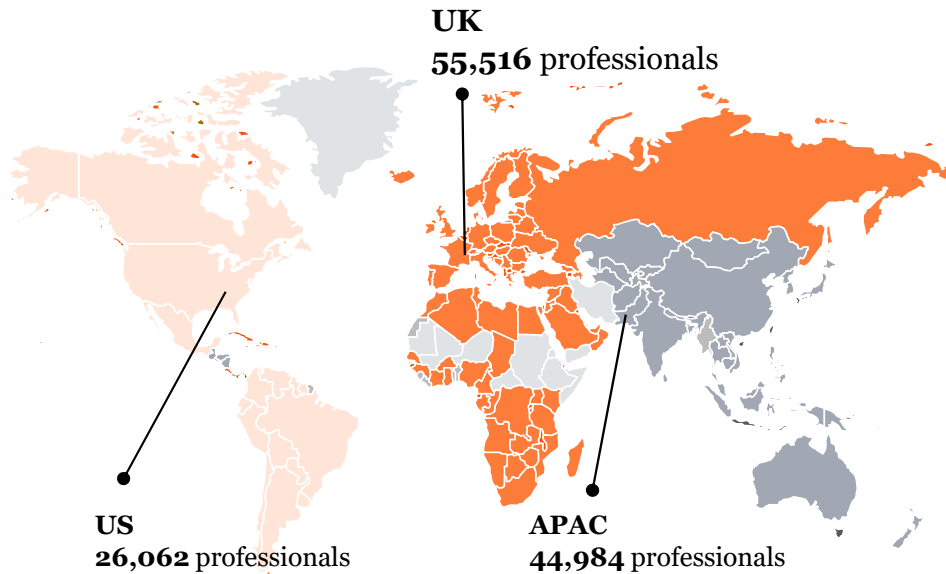 UK
55,516 professionals
US
26,062 professionals
APAC
44,984 professionals